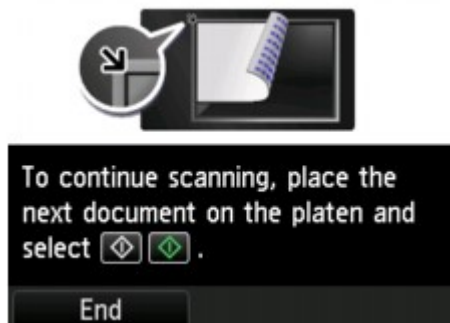 To continue scanning, place the
next document on the platen and
select .
End